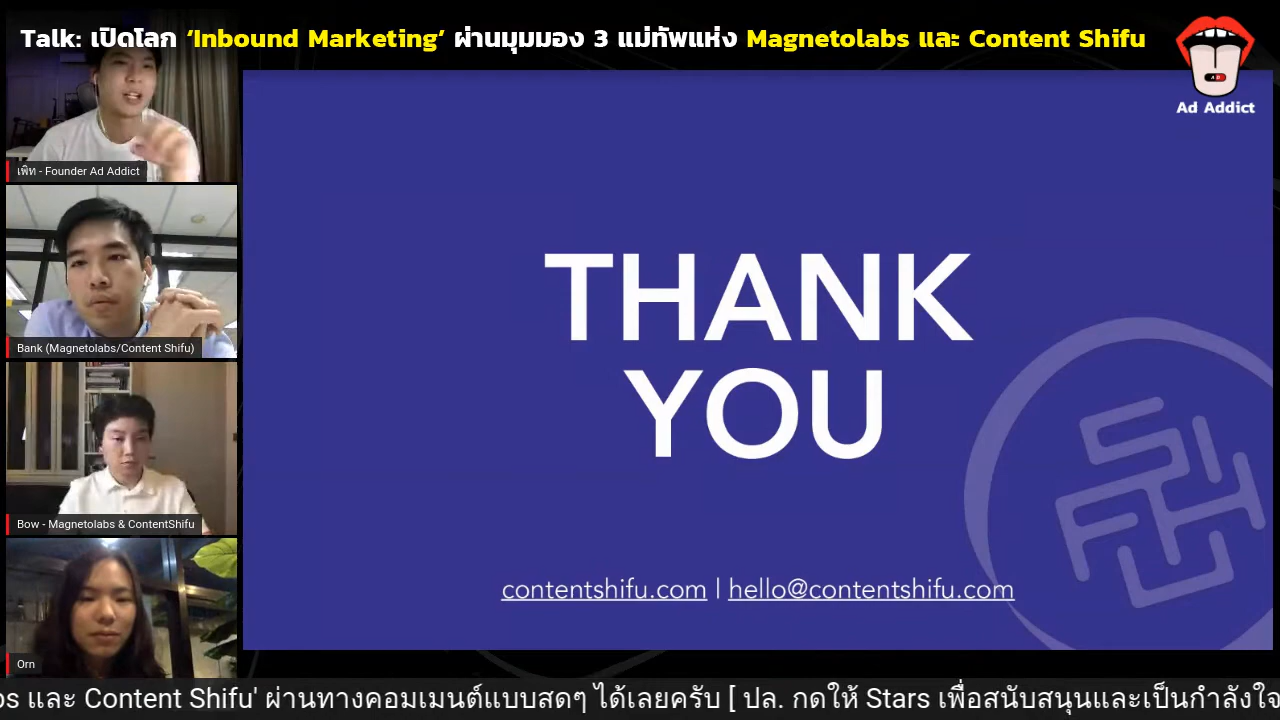 Talk: เปิดโลก ‘Inbound Marketing’ ผ่านมุมมอง 3 แม่ทัพแห่ง Magnetolabs และ Content Shifu
Ad Addict
เพิท - Founder Ad Addict
Bank (Magnetolabs/Content Shifu)
Bow - Magnetolabs & ContentShifu
Orn
THANK
YOU
contentshifu.com | hello@contentshifu.com
และ Content Shifu' ผ่านทางคอมเมนต์แบบสดๆ ได้เลยครับ [ ปล. กดให้ Stars เพื่อสนับสนุนและเป็นกำลังใจ